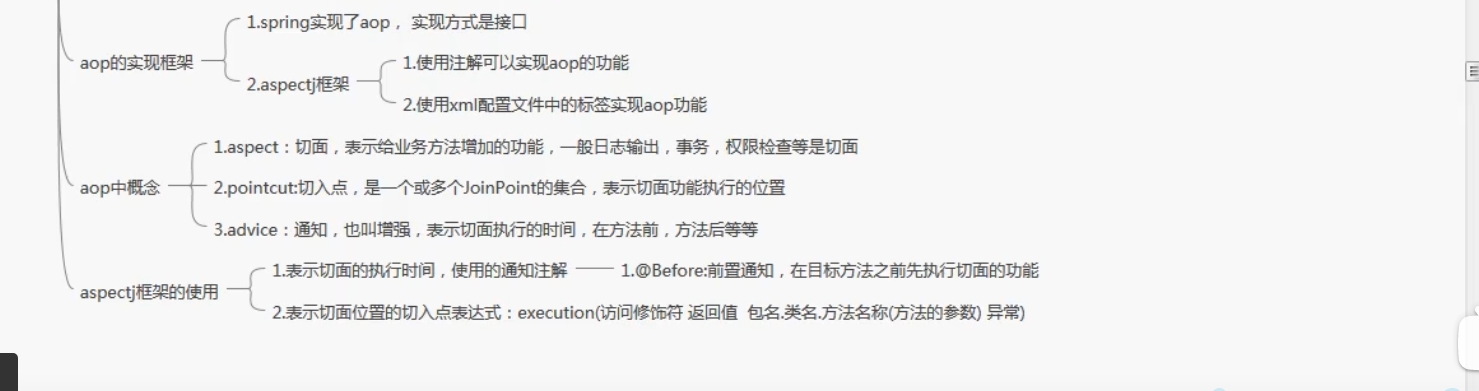 1.spring实现了aop， 实现方式是接口
aop的实现框架
1.使用注解可以实现aop的功能
2.aspectj框架
2.使用xml配置文件中的标签实现aop功能
1.aspect：切面，表示给业务方法增加的功能，一般日志输出，事务，权限检查等是切面
aop中概念
2.pointcut:切入点，是一个或多个JoinPoint的集合，表示切面功能执行的位置
3.advice：通知，也叫增强，表示切面执行的时间，在方法前，方法后等等
1.表示切面的执行时间，使用的通知注解
1.@Before:前置通知，在目标方法之前先执行切面的功能
aspectj框架的使用
2.表示切面位置的切入点表达式：execution(访问修饰符 返回值  包名.类名.方法名称(方法的参数) 异常)